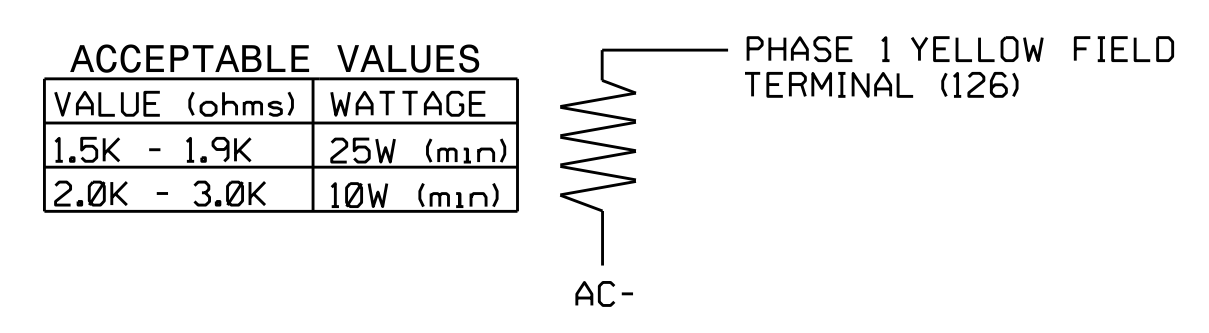 ACCEPTABLE VALUES
VALUE (ohms) WATTAGE
1.5K - 1.9K 25W (min)
2.0K - 3.0K 10W (min)
PHASE 1 YELLOW FIELD
TERMINAL (126)
AC-